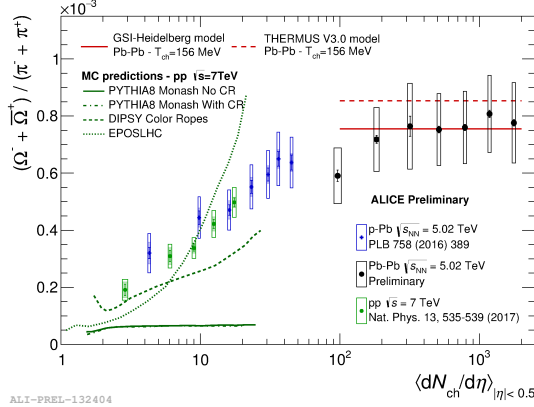 ×10⁻³
(Ω⁻ + Ω̅⁺) / (π⁻ + π⁺)
GSI-Heidelberg model
Pb-Pb - T_ch=156 MeV
THERMUS V3.0 model
Pb-Pb - T_ch=156 MeV
MC predictions - pp √s=7TeV
PYTHIA8 Monash No CR
PYTHIA8 Monash With CR
DIPSY Color Ropes
EPOSLHC
ALICE Preliminary
p-Pb √s_NN = 5.02 TeV
PLB 758 (2016) 389
Pb-Pb √s_NN = 5.02 TeV
Preliminary
pp √s = 7 TeV
Nat. Phys. 13, 535-539 (2017)
1
0.8
0.6
0.4
0.2
0
1 10 10² 10³
⟨dN_ch/dη⟩_|η|< 0.5
ALI-PREL-132404